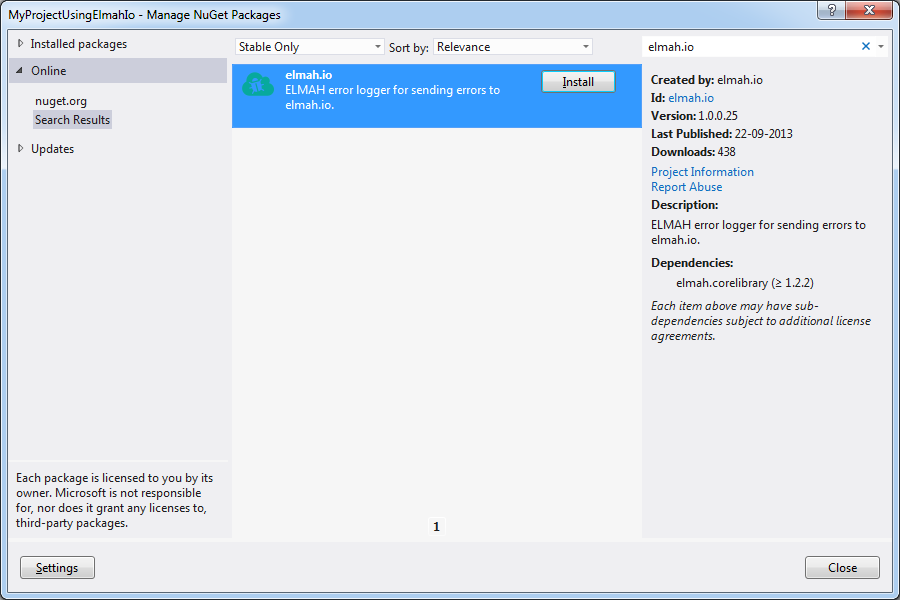 MyProjectUsingElmahIo - Manage NuGet Packages
?
Installed packages
Online
nuget.org
Search Results
Updates
Each package is licensed to you by its
owner. Microsoft is not responsible
for, nor does it grant any licenses to,
third-party packages.
Settings
Stable Only
Sort by:
Relevance
elmah.io
ELMAH error logger for sending errors to
elmah.io.
Install
1
elmah.io
Created by: elmah.io
Id: elmah.io
Version: 1.0.0.25
Last Published: 22-09-2013
Downloads: 438
Project Information
Report Abuse
Description:
ELMAH error logger for sending errors to
elmah.io.
Dependencies:
elmah.corelibrary (≥ 1.2.2)
Each item above may have sub-
dependencies subject to additional license
agreements.
Close